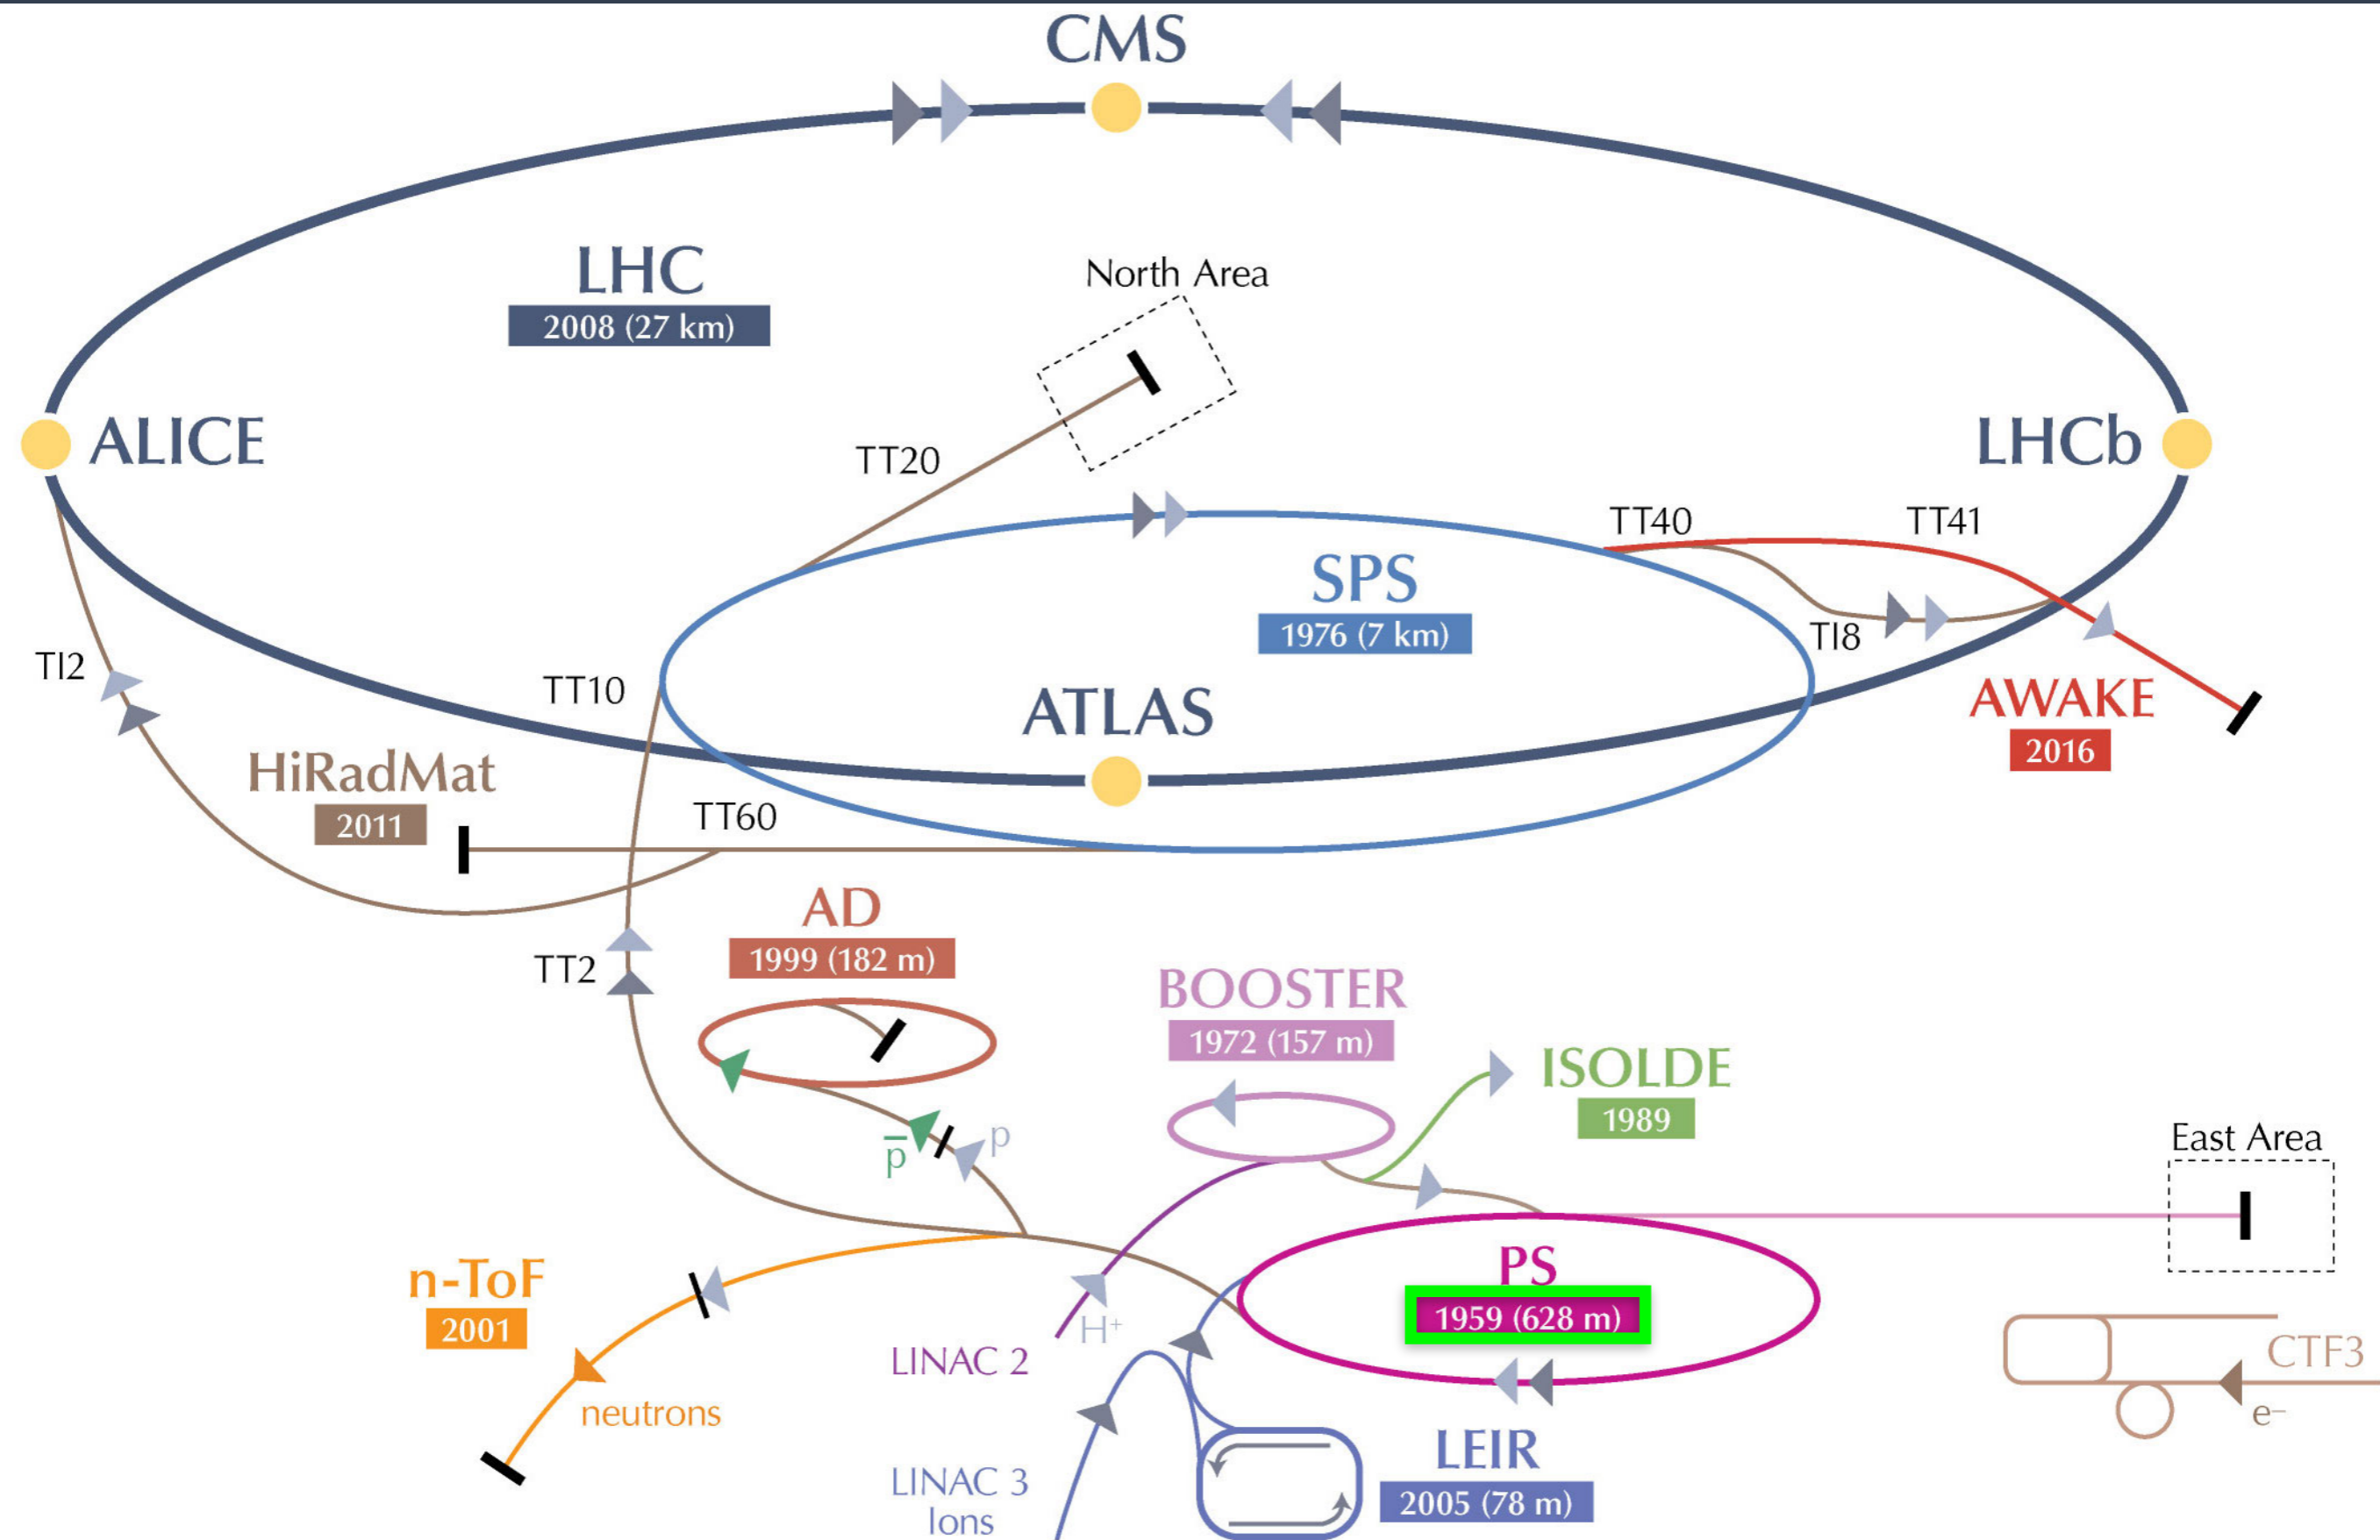 CMS
LHC
2008 (27 km)
North Area
ALICE
TT20
LHCb
TT40
TT41
SPS
1976 (7 km)
TI8
TI2
TT10
ATLAS
AWAKE
2016
HiRadMat
2011
TT60
AD
1999 (182 m)
TT2
BOOSTER
1972 (157 m)
ISOLDE
1989
p̅
p
East Area
n-ToF
2001
neutrons
PS
1959 (628 m)
H⁺
LINAC 2
CTF3
e⁻
LEIR
2005 (78 m)
LINAC 3
Ions